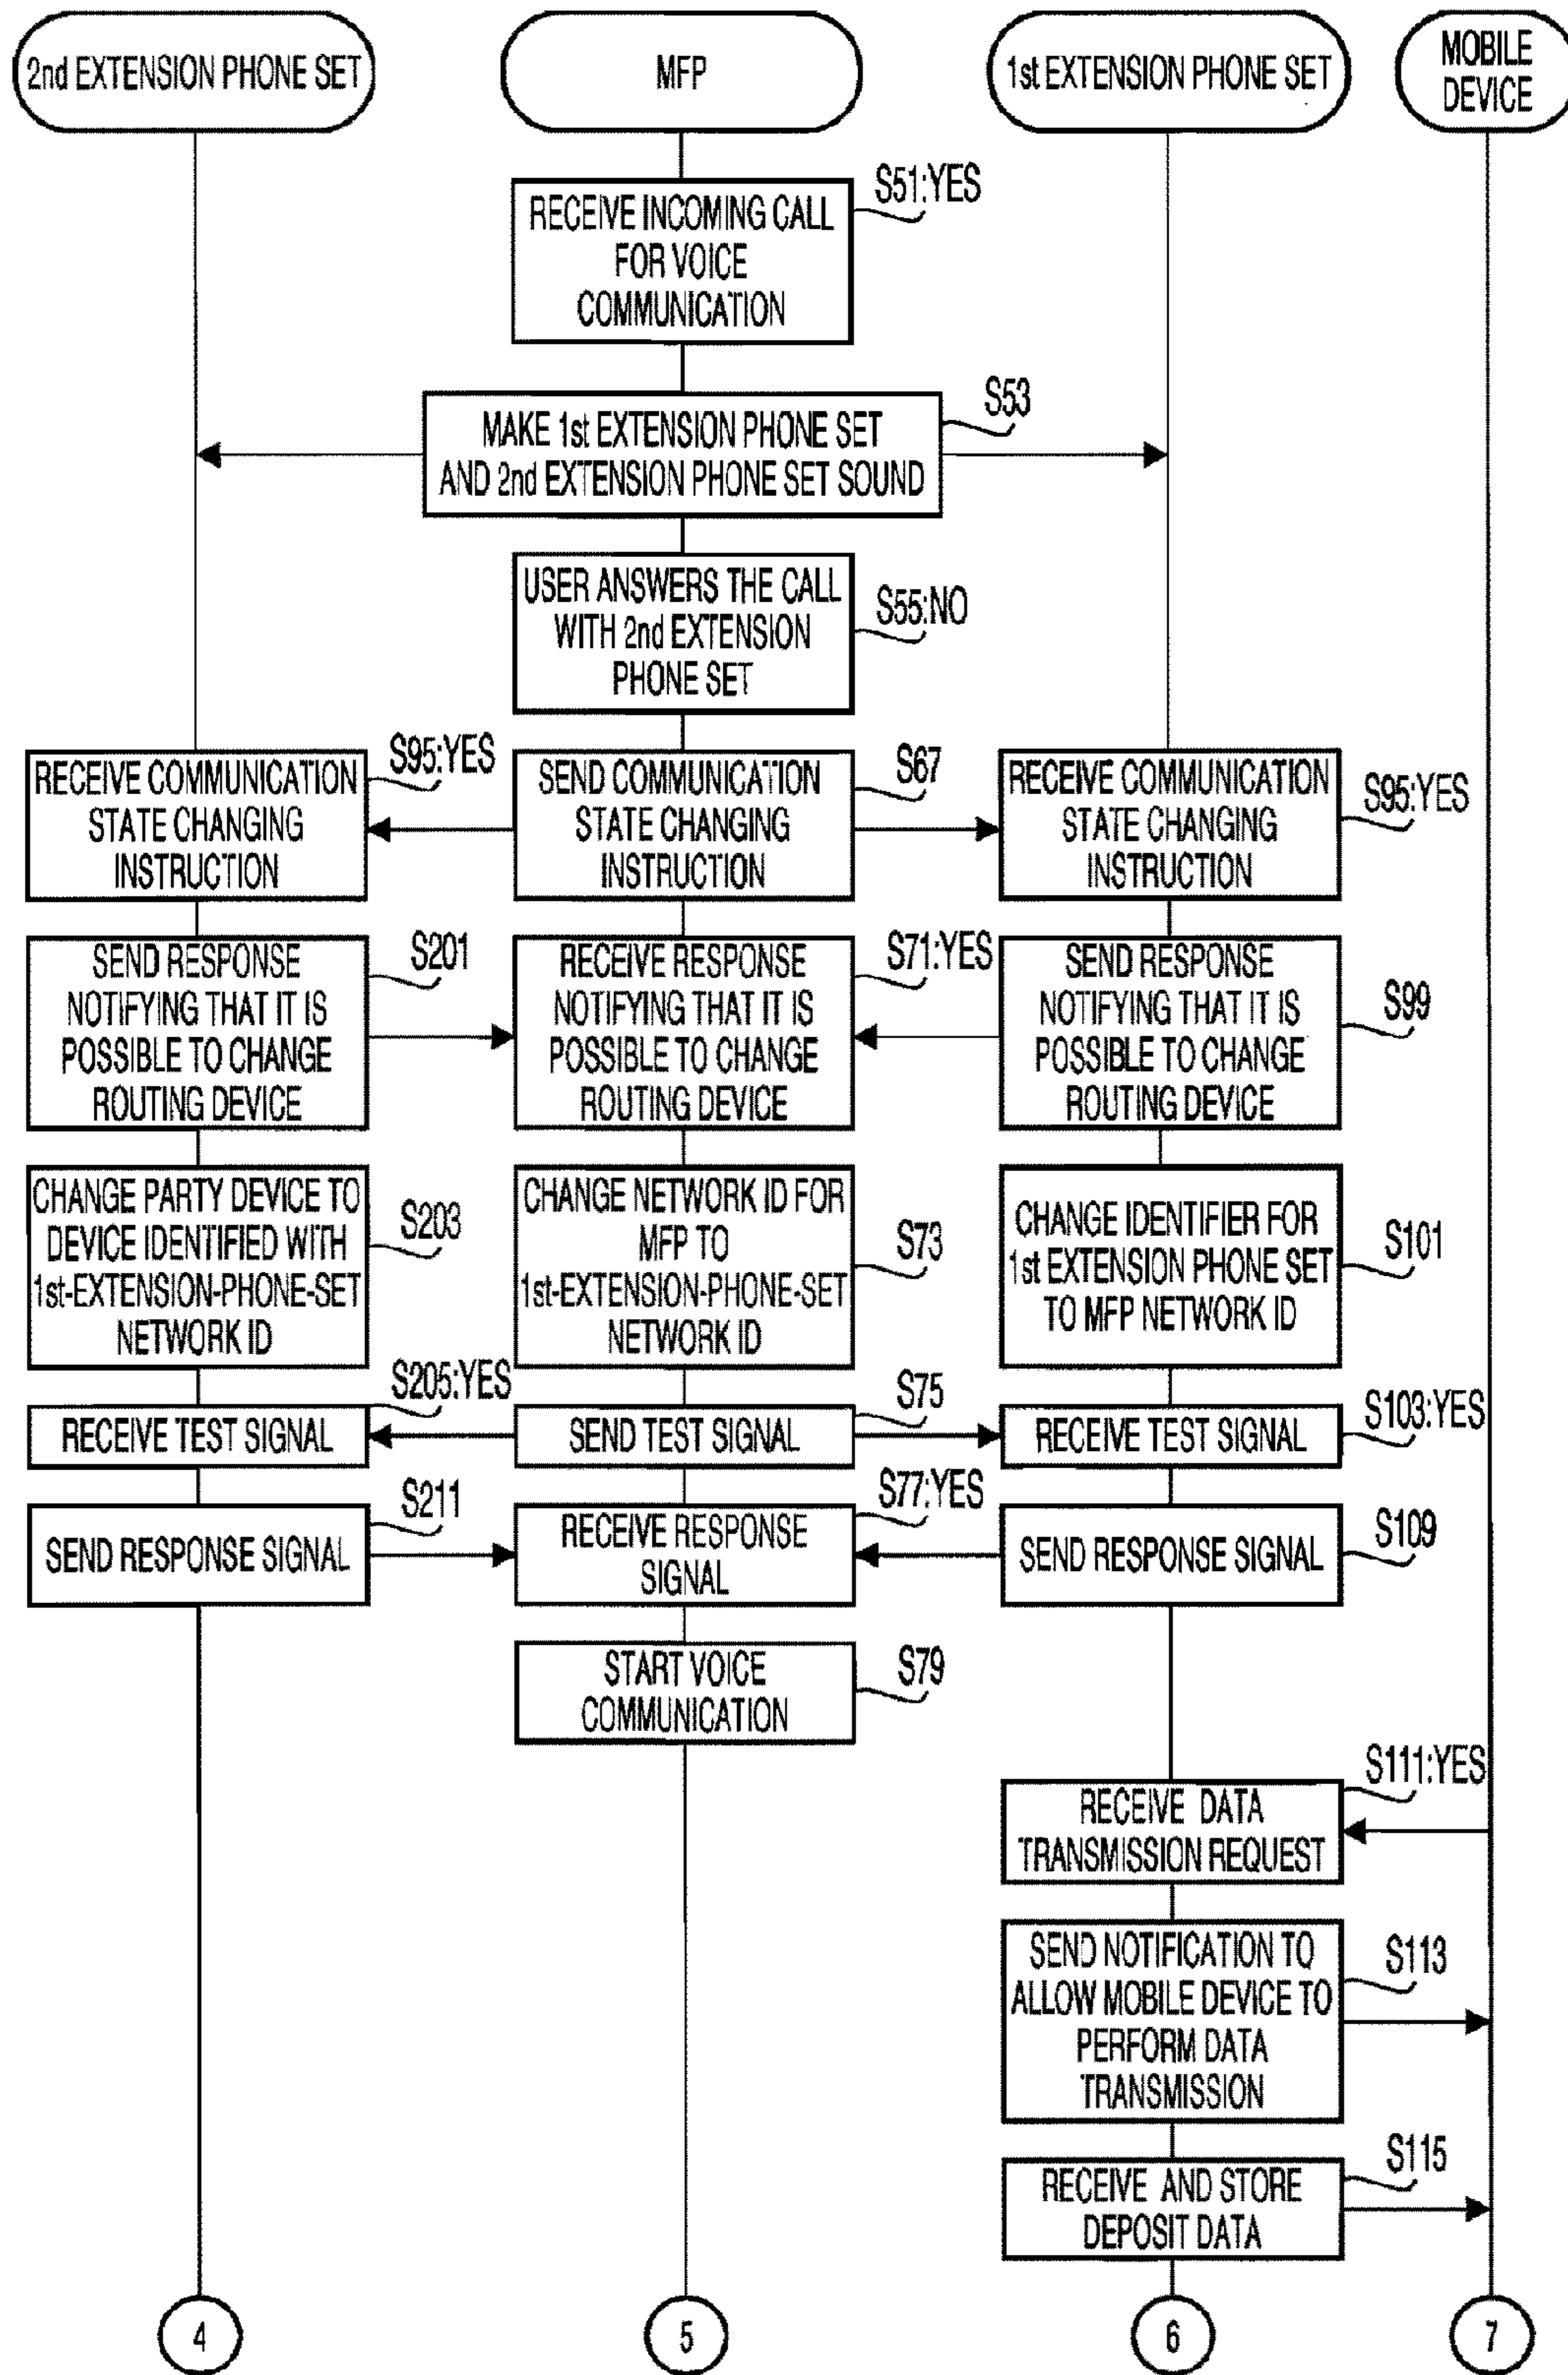 2nd EXTENSION PHONE SET
MFP
1st EXTENSION PHONE SET
MOBILE
DEVICE
S51:YES
RECEIVE INCOMING CALL
FOR VOICE
COMMUNICATION
S53
MAKE 1st EXTENSION PHONE SET
AND 2nd EXTENSION PHONE SET SOUND
USER ANSWERS THE CALL
WITH 2nd EXTENSION
PHONE SET
S55:NO
RECEIVE COMMUNICATION
STATE CHANGING
INSTRUCTION
S95:YES
SEND COMMUNICATION
STATE CHANGING
INSTRUCTION
S67
RECEIVE COMMUNICATION
STATE CHANGING
INSTRUCTION
S95:YES
SEND RESPONSE
NOTIFYING THAT IT IS
POSSIBLE TO CHANGE
ROUTING DEVICE
S201
RECEIVE RESPONSE
NOTIFYING THAT IT IS
POSSIBLE TO CHANGE
ROUTING DEVICE
S71:YES
SEND RESPONSE
NOTIFYING THAT IT IS
POSSIBLE TO CHANGE
ROUTING DEVICE
S99
CHANGE PARTY DEVICE TO
DEVICE IDENTIFIED WITH
1st-EXTENSION-PHONE-SET
NETWORK ID
S203
CHANGE NETWORK ID FOR
MFP TO
1st-EXTENSION-PHONE-SET
NETWORK ID
S73
CHANGE IDENTIFIER FOR
1st EXTENSION PHONE SET
TO MFP NETWORK ID
S101
S205:YES
RECEIVE TEST SIGNAL
S75
SEND TEST SIGNAL
S103:YES
RECEIVE TEST SIGNAL
S211
SEND RESPONSE SIGNAL
S77:YES
RECEIVE RESPONSE
SIGNAL
S109
SEND RESPONSE SIGNAL
START VOICE
COMMUNICATION
S79
S111:YES
RECEIVE DATA
TRANSMISSION REQUEST
SEND NOTIFICATION TO
ALLOW MOBILE DEVICE TO
PERFORM DATA
TRANSMISSION
S113
S115
RECEIVE AND STORE
DEPOSIT DATA
4
5
6
7